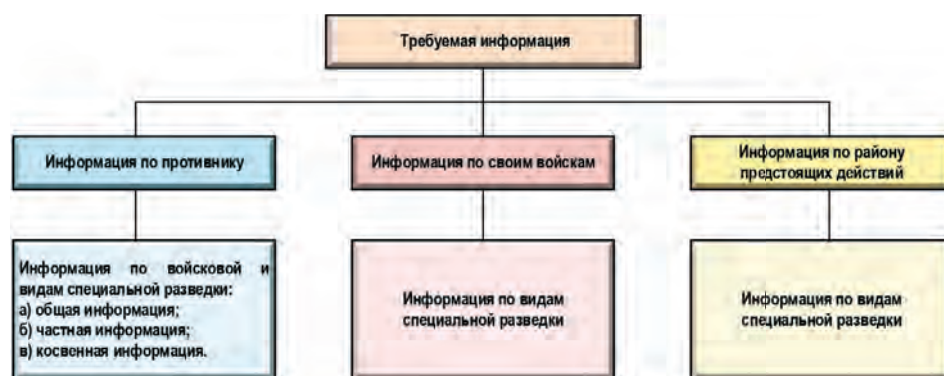 Требуемая информация
Информация по противнику
Информация по своим войскам
Информация по району
предстоящих действий
Информация по войсковой и
видам специальной разведки:
а) общая информация;
б) частная информация;
в) косвенная информация.
Информация по видам
специальной разведки
Информация по видам
специальной разведки